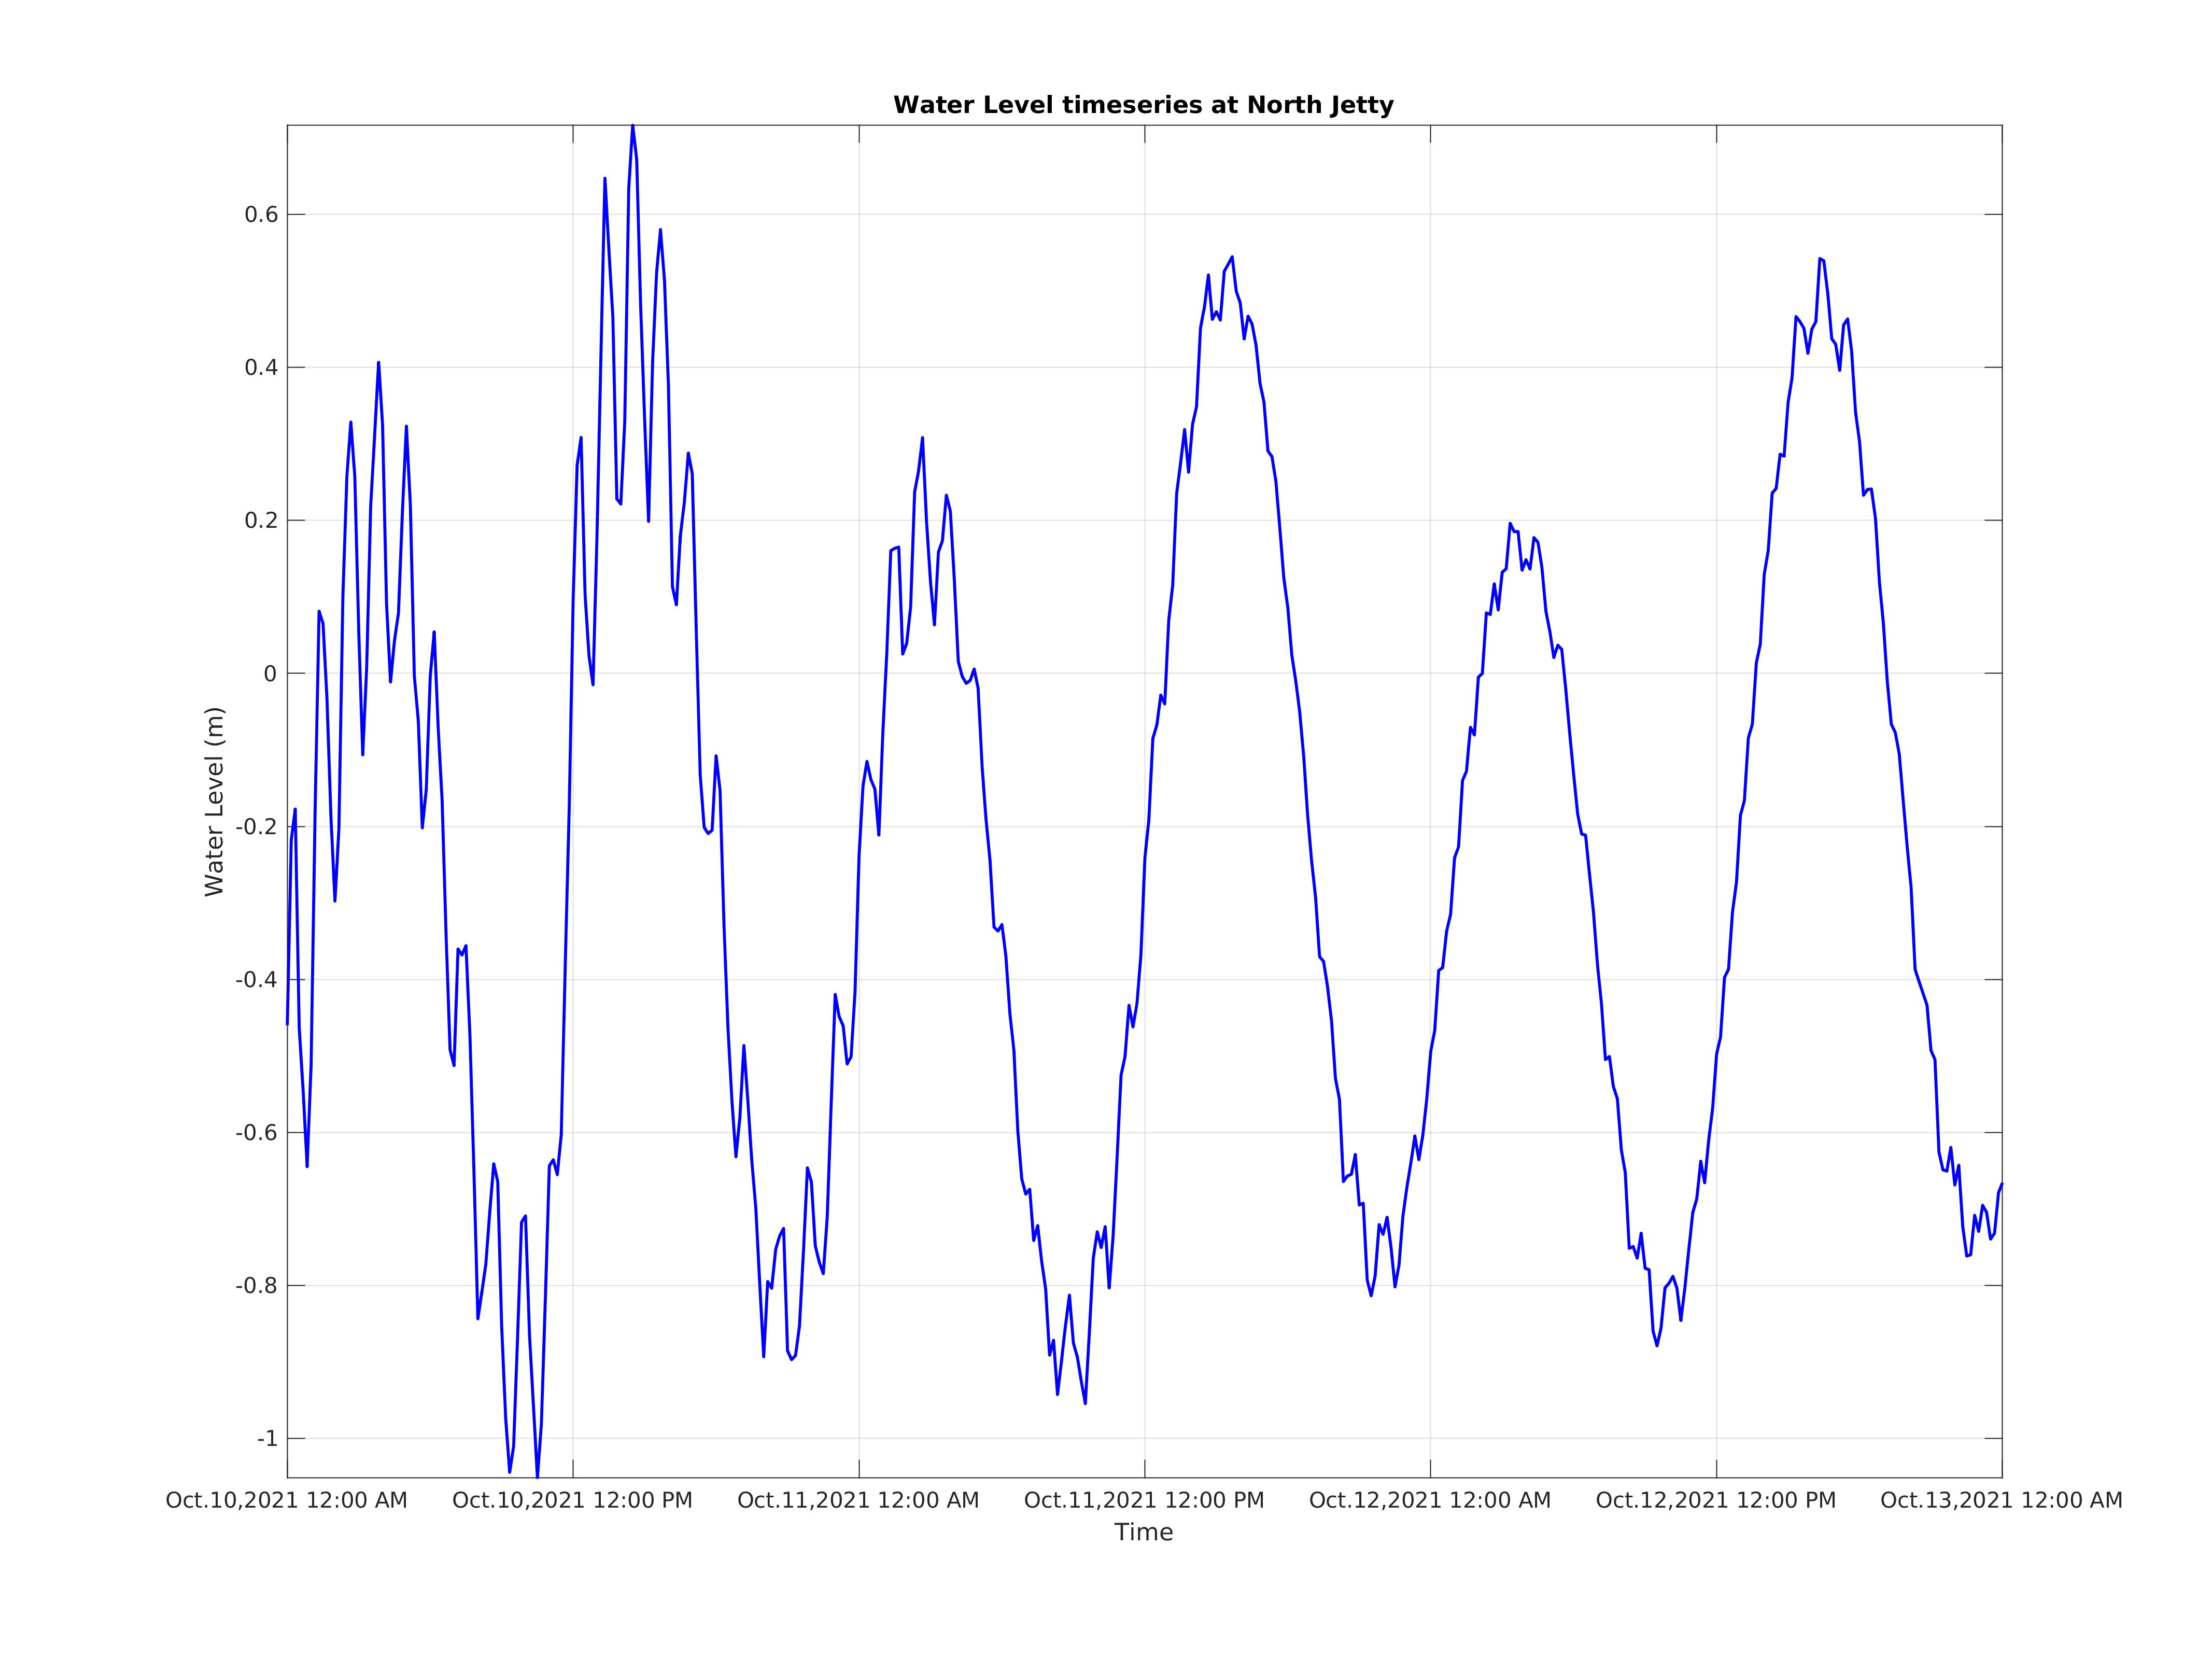 Water Level timeseries at North Jetty
0.6
0.4
0.2
0
-0.2
-0.4
-0.6
-0.8
-1
Water Level (m)
Oct.10,2021 12:00 AM Oct.10,2021 12:00 PM Oct.11,2021 12:00 AM Oct.11,2021 12:00 PM Oct.12,2021 12:00 AM Oct.12,2021 12:00 PM Oct.13,2021 12:00 AM
Time